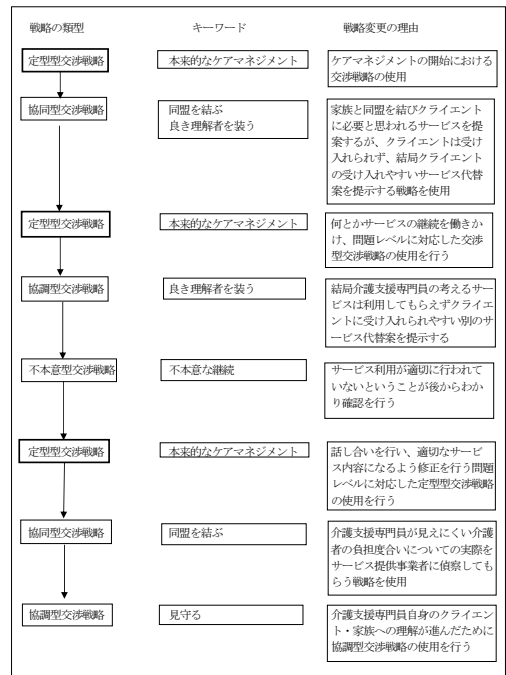 戦略の類型 キーワード 戦略変更の理由
定型型交渉戦略 本来的なケアマネジメント
ケアマネジメントの開始における
交渉戦略の使用
協同型交渉戦略
同盟を結ぶ
良き理解者を装う
家族と同盟を結びクライエント
に必要と思われるサービスを提
案するが、クライエントは受け
入れられず、結局クライエント
の受け入れやすいサービス代替
案を提示する戦略を使用
定型型交渉戦略 本来的なケアマネジメント
何とかサービスの継続を働きか
け、問題レベルに対応した交渉
型交渉戦略の使用を行う
協調型交渉戦略 良き理解者を装う
結局介護支援専門員の考えるサービ
スは利用してもらえずクライエ
ントに受け入れられやすい別のサ
ービス代替案を提示する
不本意型交渉戦略 不本意な継続
サービス利用が適切に行われて
いないということが後からわか
り確認を行う
定型型交渉戦略 本来的なケアマネジメント
話し合いを行い、適切なサービ
ス内容になるよう修正を行う問題
レベルに対応した定型型交渉戦略
の使用を行う
協同型交渉戦略 同盟を結ぶ
介護支援専門員が見えにくい介護
者の負担度合いについての実際を
サービス提供事業者に偵察しても
らう戦略を使用
協調型交渉戦略 見守る
介護支援専門員自身のクライエン
ト・家族への理解が進んだために
協調型交渉戦略の使用を行う